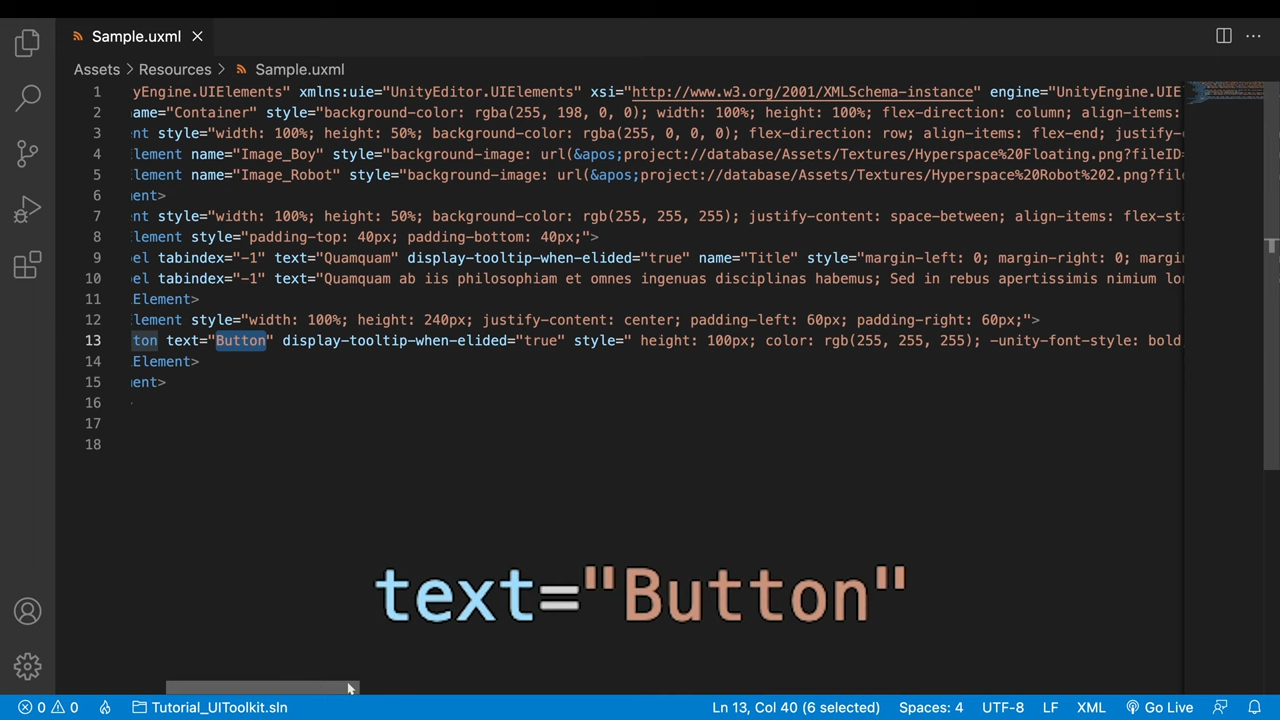 Sample.uxml
Assets > Resources > Sample.uxml
1 yEngine.UIElements" xmlns:uie="UnityEditor.UIElements" xsi="http://www.w3.org/2001/XMLSchema-instance" engine="UnityEngine.UIE
2 ame="Container" style="background-color: rgba(255, 198, 0, 0); width: 100%; height: 100%; flex-direction: column; align-items:
3 nt style="width: 100%; height: 50%; background-color: rgba(255, 0, 0, 0); flex-direction: row; align-items: flex-end; justify-c
4 lement name="Image_Boy" style="background-image: url(&apos;project://database/Assets/Textures/Hyperspace%20Floating.png?fileID=
5 lement name="Image_Robot" style="background-image: url(&apos;project://database/Assets/Textures/Hyperspace%20Robot%202.png?file
6 ment>
7 nt style="width: 100%; height: 50%; background-color: rgb(255, 255, 255); justify-content: space-between; align-items: flex-sta
8 lement style="padding-top: 40px; padding-bottom: 40px;">
9 el tabindex="-1" text="Quamquam" display-tooltip-when-elided="true" name="Title" style="margin-left: 0; margin-right: 0; margi
10 el tabindex="-1" text="Quamquam ab iis philosophiam et omnes ingenuas disciplinas habemus; Sed in rebus apertissimis nimium lon
11 Element>
12 lement style="width: 100%; height: 240px; justify-content: center; padding-left: 60px; padding-right: 60px;">
13 ton text="Button" display-tooltip-when-elided="true" style=" height: 100px; color: rgb(255, 255, 255); -unity-font-style: bold;
14 Element>
15 ment>
16
17
18
text="Button"
0 0 Tutorial_UIToolkit.sln Ln 13, Col 40 (6 selected) Spaces: 4 UTF-8 LF XML Go Live